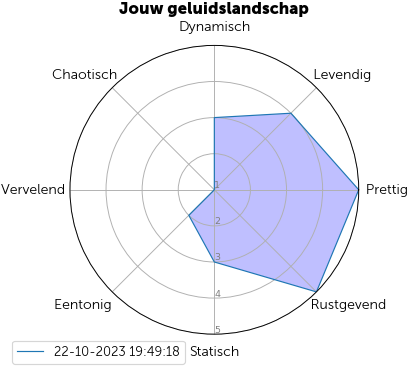 Jouw geluidslandschap
Dynamisch
Chaotisch
Levendig
Vervelend
1
Prettig
2
3
4
Eentonig
Rustgevend
5
22-10-2023 19:49:18
Statisch